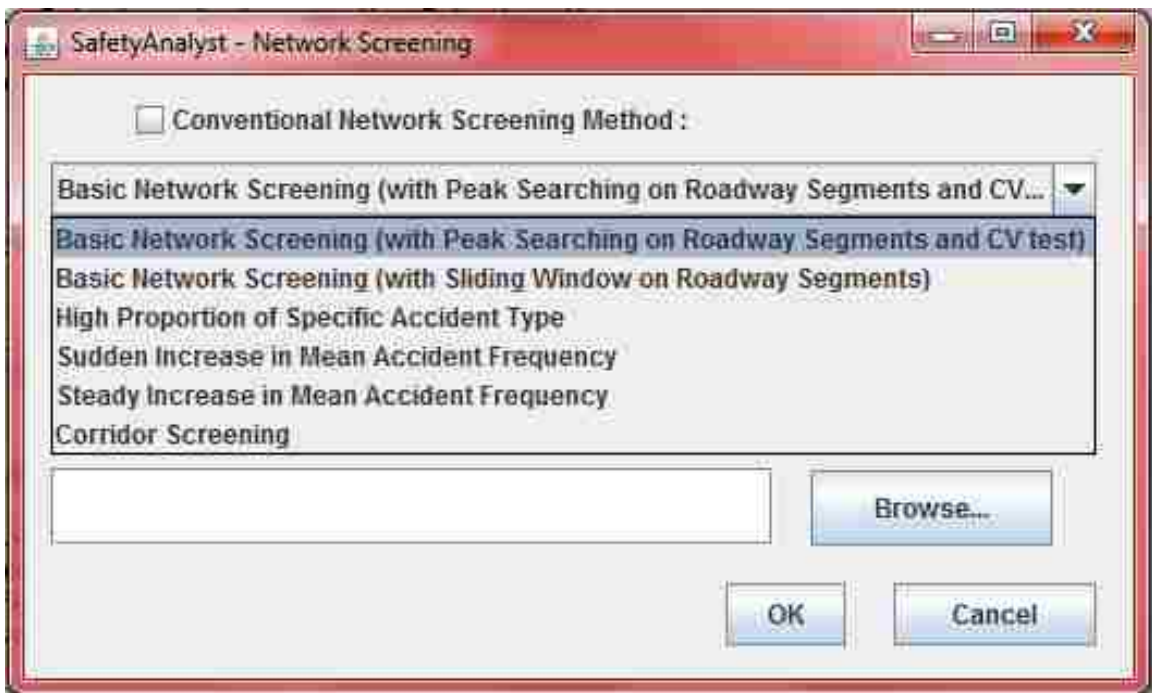 SafetyAnalyst - Network Screening
Conventional Network Screening Method :
Basic Network Screening (with Peak Searching on Roadway Segments and CV...
Basic Network Screening (with Peak Searching on Roadway Segments and CV test)
Basic Network Screening (with Sliding Window on Roadway Segments)
High Proportion of Specific Accident Type
Sudden Increase in Mean Accident Frequency
Steady Increase in Mean Accident Frequency
Corridor Screening
Browse...
OK Cancel